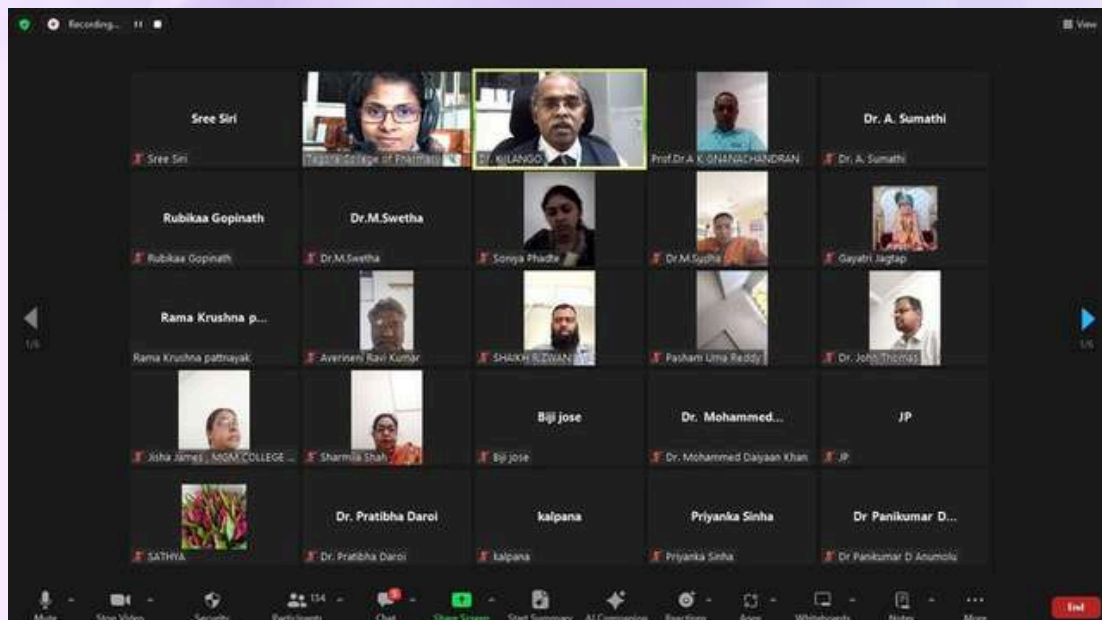 Recording...
View
Sree Siri
Sree Siri
Tagore College of Pharmacy
Dr. K ILANGO
Prof.Dr.A K GNANACHANDRAN
Dr. A. Sumathi
Dr. A. Sumathi
Rubikaa Gopinath
Rubikaa Gopinath
Dr.M.Swetha
Dr.M.Swetha
Soniya Phadte
Dr.M.Sudha
Gayatri Jagtap
Rama Krushna p...
Rama Krushna pattnayak
Averineni Ravi Kumar
SHAIKH RIZWAN
Pasham Uma Reddy
Dr. John Thomas
1/6
1/6
Jisha James , MGM COLLEGE ...
Sharmila Shah
Biji jose
Biji jose
Dr. Mohammed...
Dr. Mohammed Daiyaan Khan
JP
JP
SATHYA
Dr. Pratibha Daroi
Dr. Pratibha Daroi
kalpana
kalpana
Priyanka Sinha
Priyanka Sinha
Dr Panikumar D...
Dr Panikumar D Anumolu
Mute
Stop Video
Security
134
Participants
Chat
Share Screen
Start Summary
AI Companion
Reactions
Apps
Whiteboards
Notes
More
End